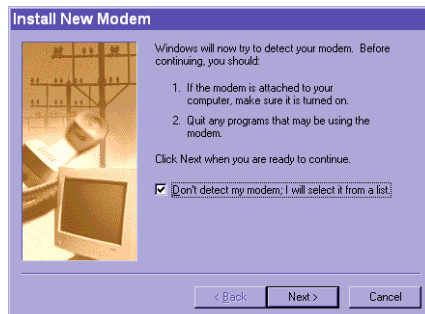 Install New Modem
Windows will now try to detect your modem. Before
continuing, you should:
1. If the modem is attached to your
computer, make sure it is turned on.
2. Quit any programs that may be using the
modem.
Click Next when you are ready to continue.
Don't detect my modem; I will select it from a list.
< Back
Next >
Cancel